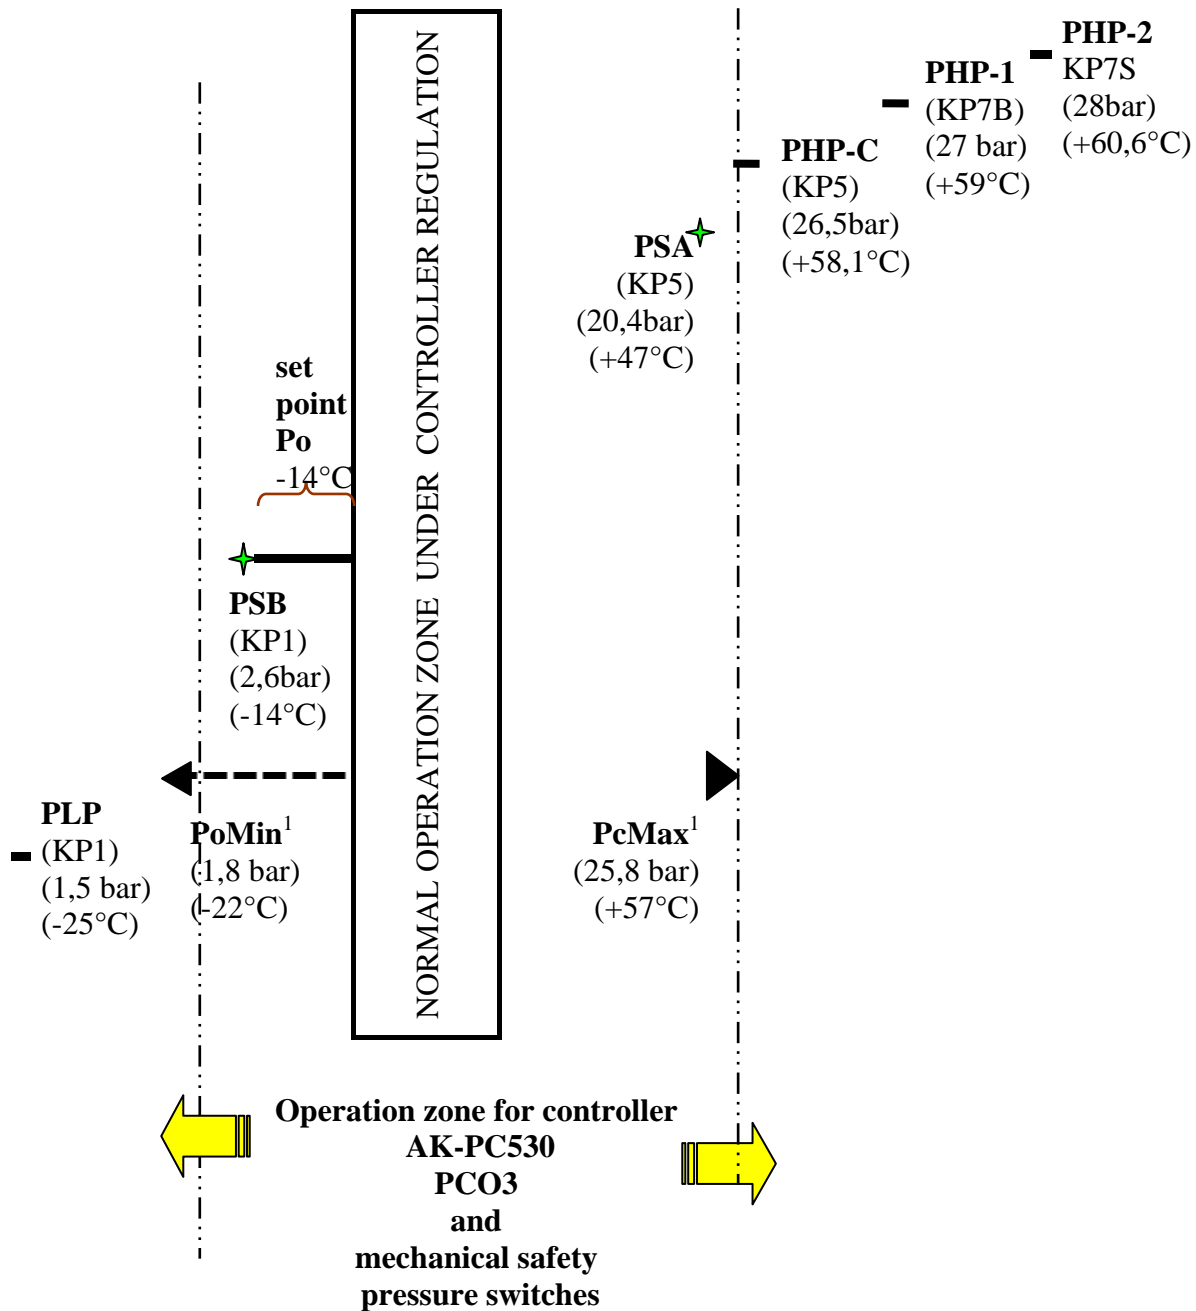 PHP-2
KP7S
(28bar)
(+60,6°C)
PHP-1
(KP7B)
(27 bar)
(+59°C)
PHP-C
(KP5)
(26,5bar)
(+58,1°C)
PSA
(KP5)
(20,4bar)
(+47°C)
NORMAL OPERATION ZONE UNDER CONTROLLER REGULATION
set
point
Po
-14°C
PSB
(KP1)
(2,6bar)
(-14°C)
PLP
(KP1)
(1,5 bar)
(-25°C)
PoMin¹
(1,8 bar)
(-22°C)
PcMax¹
(25,8 bar)
(+57°C)
Operation zone for controller
AK-PC530
PCO3
and
mechanical safety
pressure switches